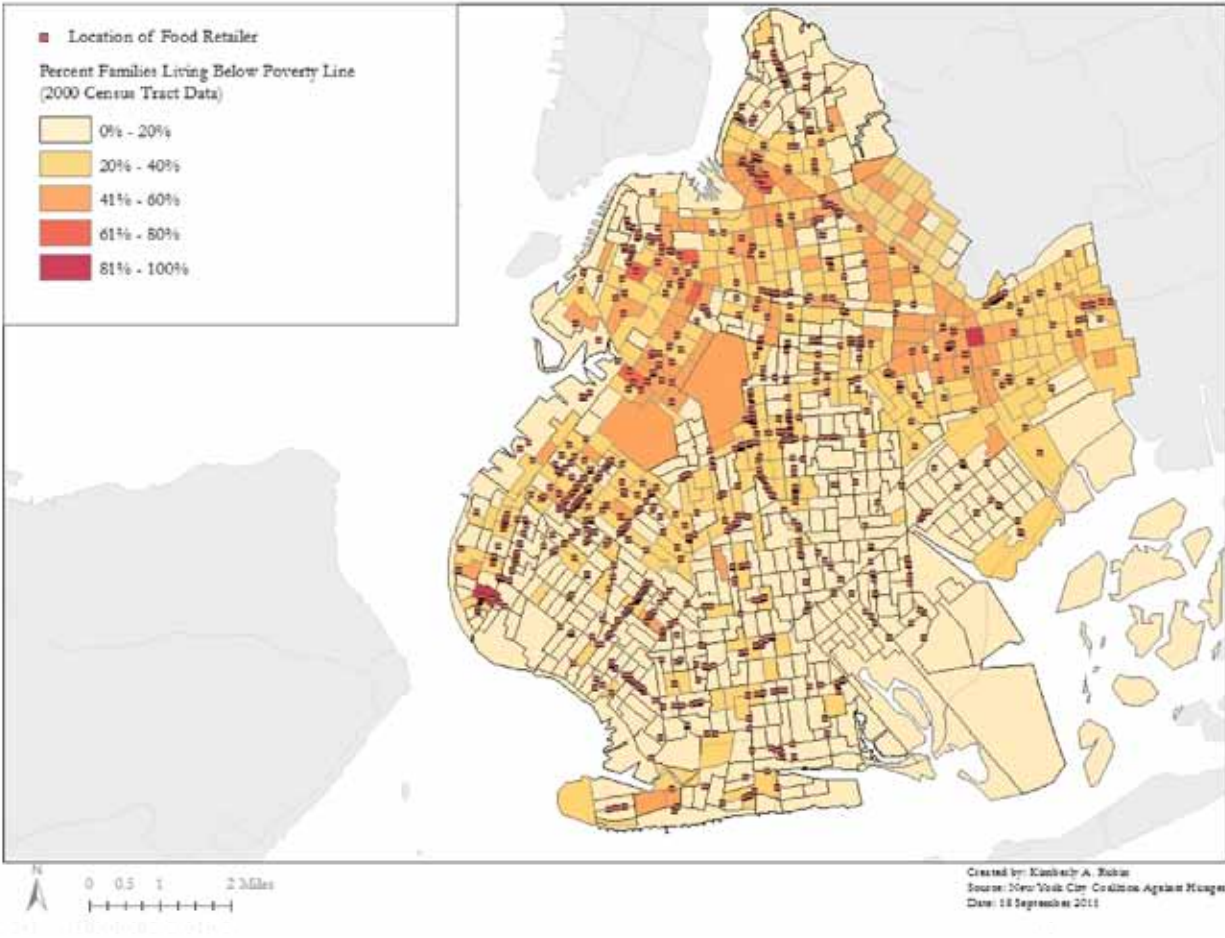 Location of Food Retailer
Percent Families Living Below Poverty Line
(2000 Census Tract Data)
0% - 20%
20% - 40%
41% - 60%
61% - 80%
81% - 100%
N
0 0.5 1 2 Miles
Created by: Kimberly A.
Source: New York City Coalition Against Hunger
Date: 18 September 2011